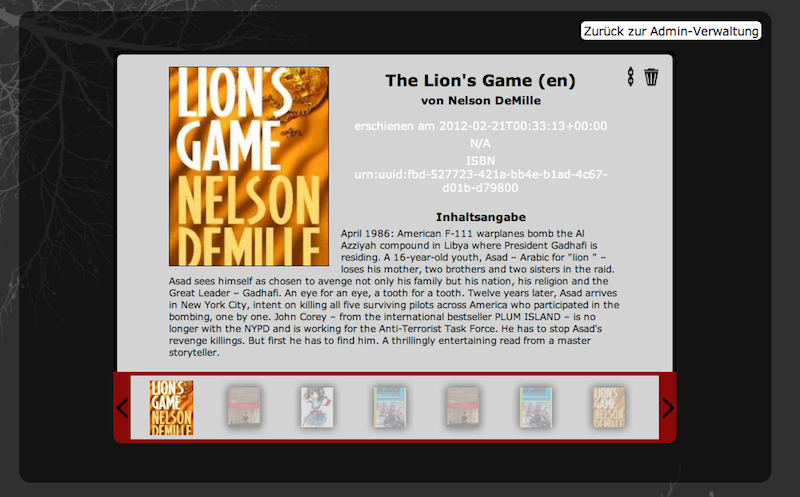 Zurück zur Admin-Verwaltung
LION'S
GAME
NELSON
DEMILLE
The Lion's Game (en)
von Nelson DeMille
erschienen am 2012-02-21T00:33:13+00:00
N/A
ISBN
urn:uuid:fbd-527723-421a-bb4e-b1ad-4c67-
d01b-d79800
Inhaltsangabe
April 1986: American F-111 warplanes bomb the Al
Azziyah compound in Libya where President Gadhafi is
residing. A 16-year-old youth, Asad – Arabic for "lion " –
loses his mother, two brothers and two sisters in the raid.
Asad sees himself as chosen to avenge not only his family but his nation, his religion and the
Great Leader – Gadhafi. An eye for an eye, a tooth for a tooth. Twelve years later, Asad arrives
in New York City, intent on killing all five surviving pilots across America who participated in the
bombing, one by one. John Corey – from the international bestseller PLUM ISLAND – is no
longer with the NYPD and is working for the Anti-Terrorist Task Force. He has to stop Asad's
revenge killings. But first he has to find him. A thrillingly entertaining read from a master
storyteller.
LION'S
GAME
NELSON
DEMILLE
LION'S
GAME
NELSON
DEMILLE